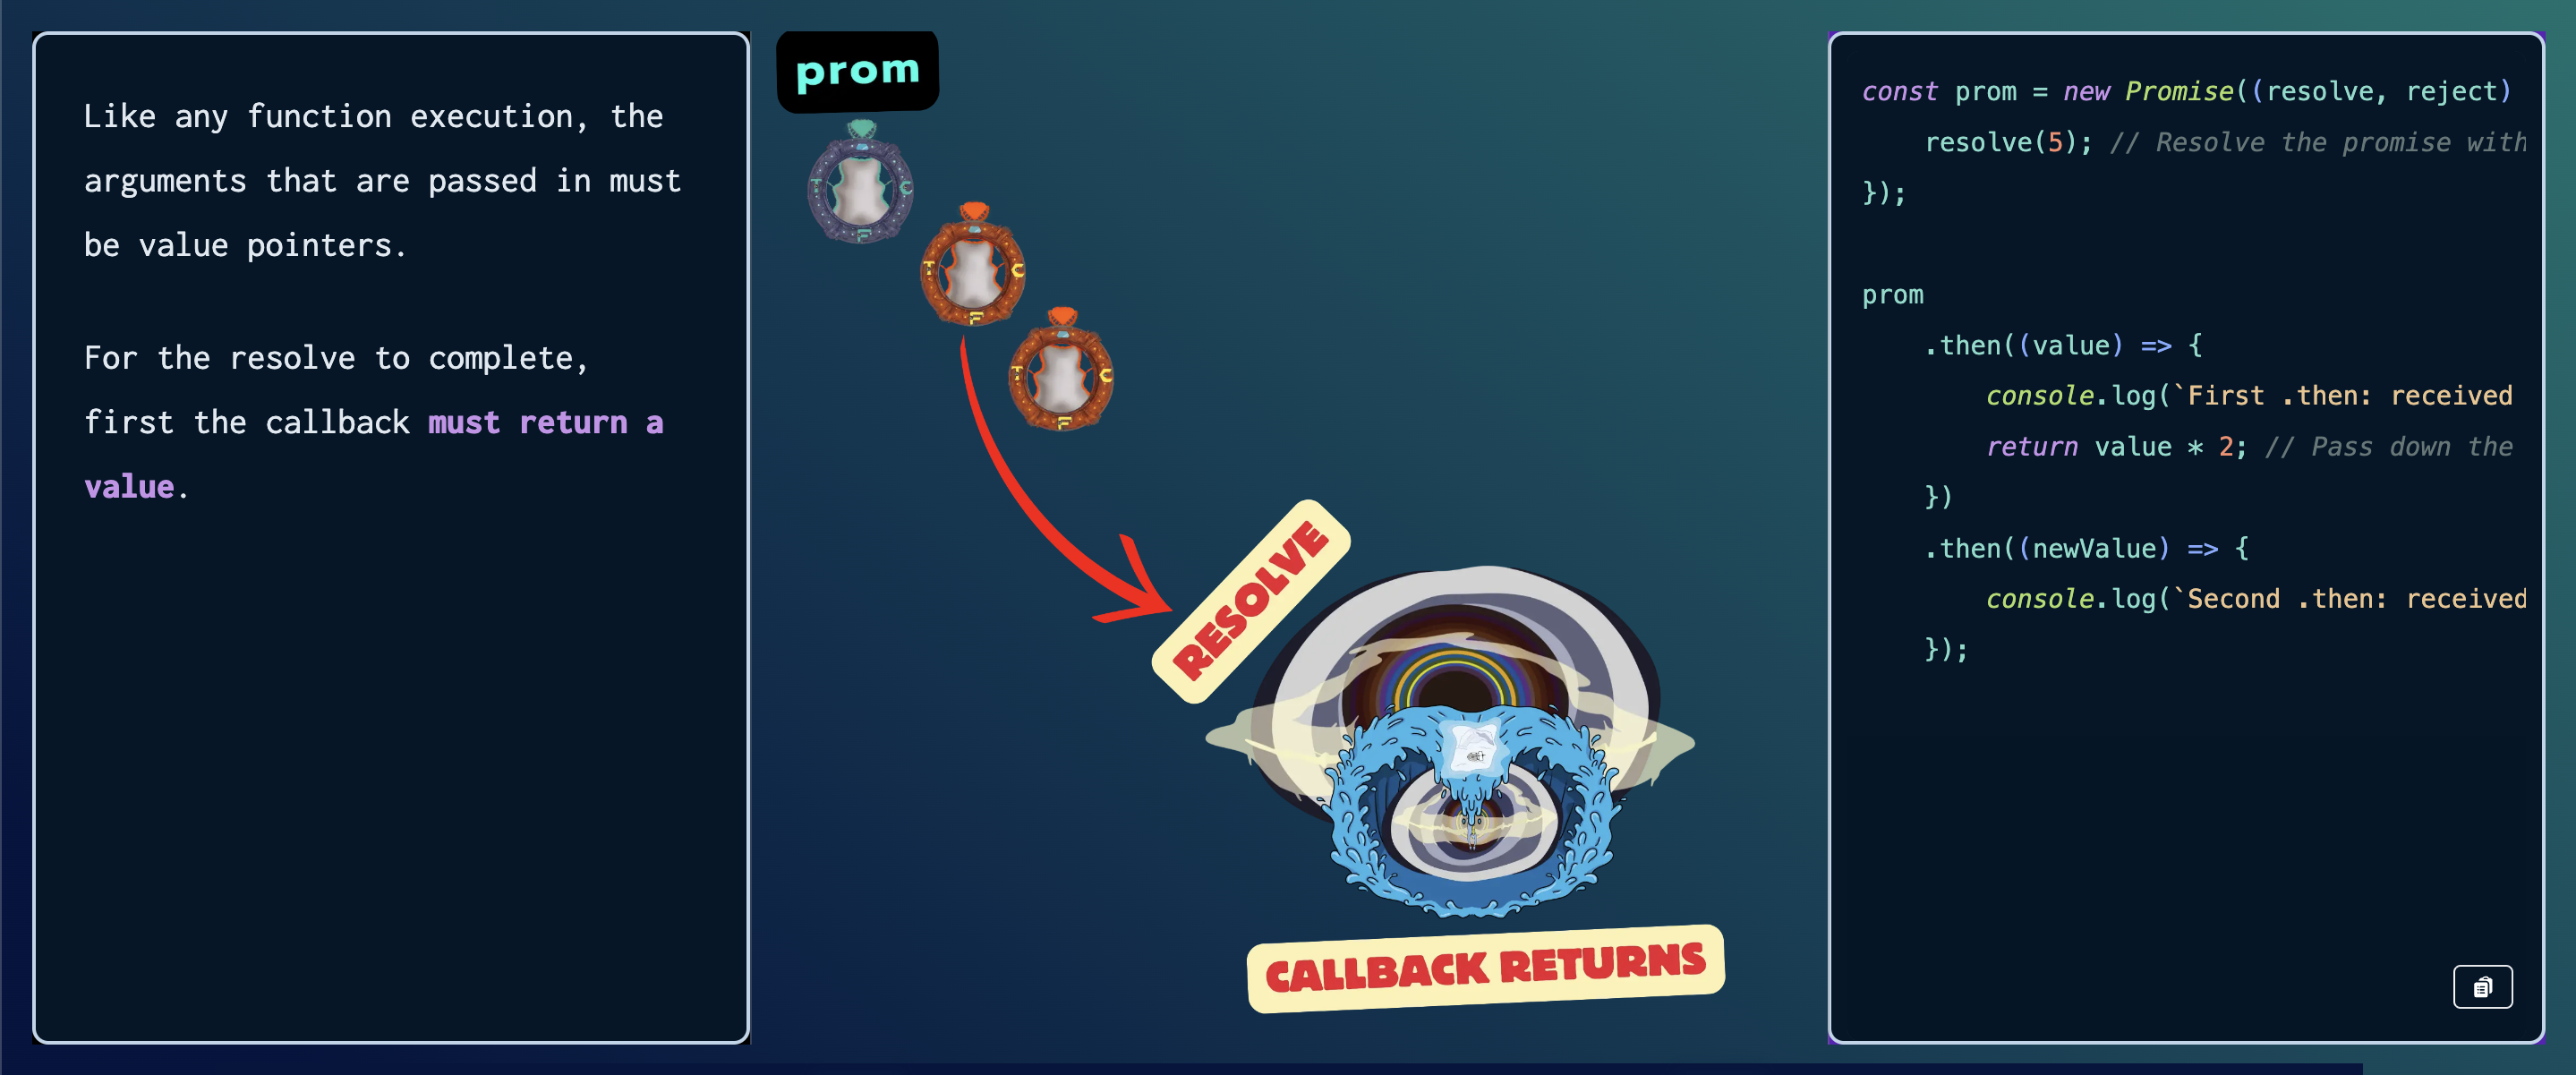 Like any function execution, the
arguments that are passed in must
be value pointers.
For the resolve to complete,
first the callback must return a
value.
prom
T C
F
T C
F
T C
F
RESOLVE
CALLBACK RETURNS
const prom = new Promise((resolve, reject)
resolve(5); // Resolve the promise with
});
prom
.then((value) => {
console.log(`First .then: received
return value * 2; // Pass down the
})
.then((newValue) => {
console.log(`Second .then: received
});